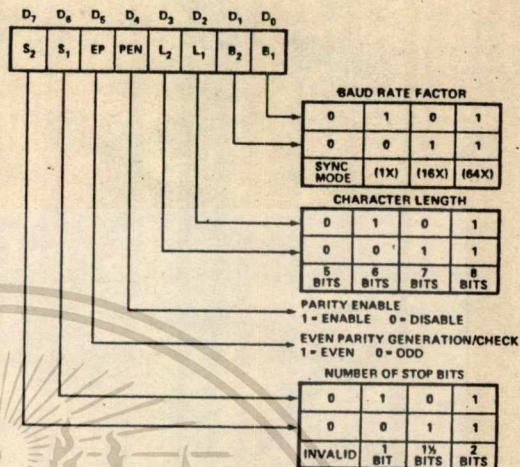 D7 D6 D5 D4 D3 D2 D1 D0
S2 S1 EP PEN L2 L1 B2 B1
BAUD RATE FACTOR
0 1 0 1
0 0 1 1
SYNC MODE (1X) (16X) (64X)
CHARACTER LENGTH
0 1 0 1
0 0 1 1
5 BITS 6 BITS 7 BITS 8 BITS
PARITY ENABLE
1 = ENABLE 0 = DISABLE
EVEN PARITY GENERATION/CHECK
1 = EVEN 0 = ODD
NUMBER OF STOP BITS
0 1 0 1
0 0 1 1
INVALID 1 BIT 1½ BITS 2 BITS